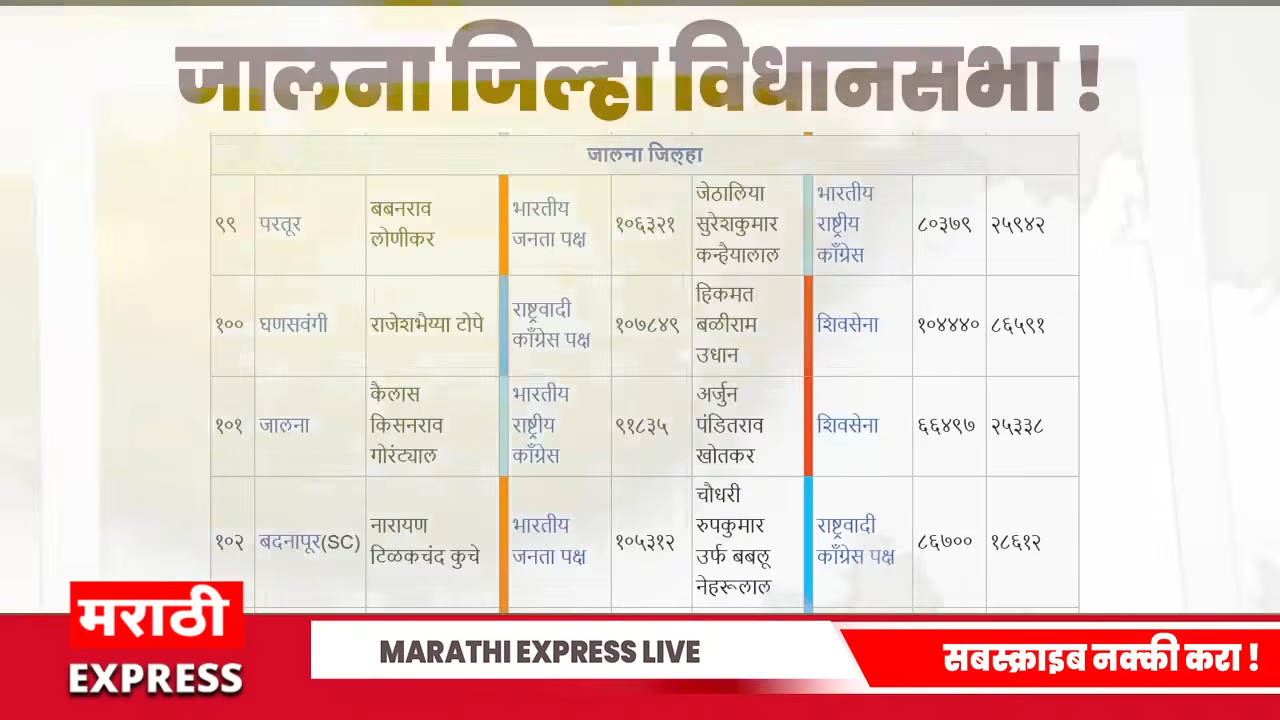 जालना जिल्हा विधानसभा !
जालना जिल्हा
९९ परतूर बबनराव लोणीकर भारतीय जनता पक्ष १०६३२१ जेठालिया सुरेशकुमार कन्हैयालाल भारतीय राष्ट्रीय काँग्रेस ८०३७९ २५९४२
१०० घणसवंगी राजेशभैय्या टोपे राष्ट्रवादी काँग्रेस पक्ष १०७८४९ हिकमत बळीराम उधान शिवसेना १०४४४० ८६५९१
१०१ जालना कैलास किसनराव गोरंट्याल भारतीय राष्ट्रीय काँग्रेस ९१८३५ अर्जुन पंडितराव खोतकर शिवसेना ६६४९७ २५३३८
१०२ बदनापूर(SC) नारायण टिळकचंद कुचे भारतीय जनता पक्ष १०५३१२ चौधरी रुपकुमार उर्फ बबलू नेहरूलाल राष्ट्रवादी काँग्रेस पक्ष ८६७०० १८६१२
मराठी
EXPRESS
MARATHI EXPRESS LIVE
सबस्क्राइब नक्की करा !